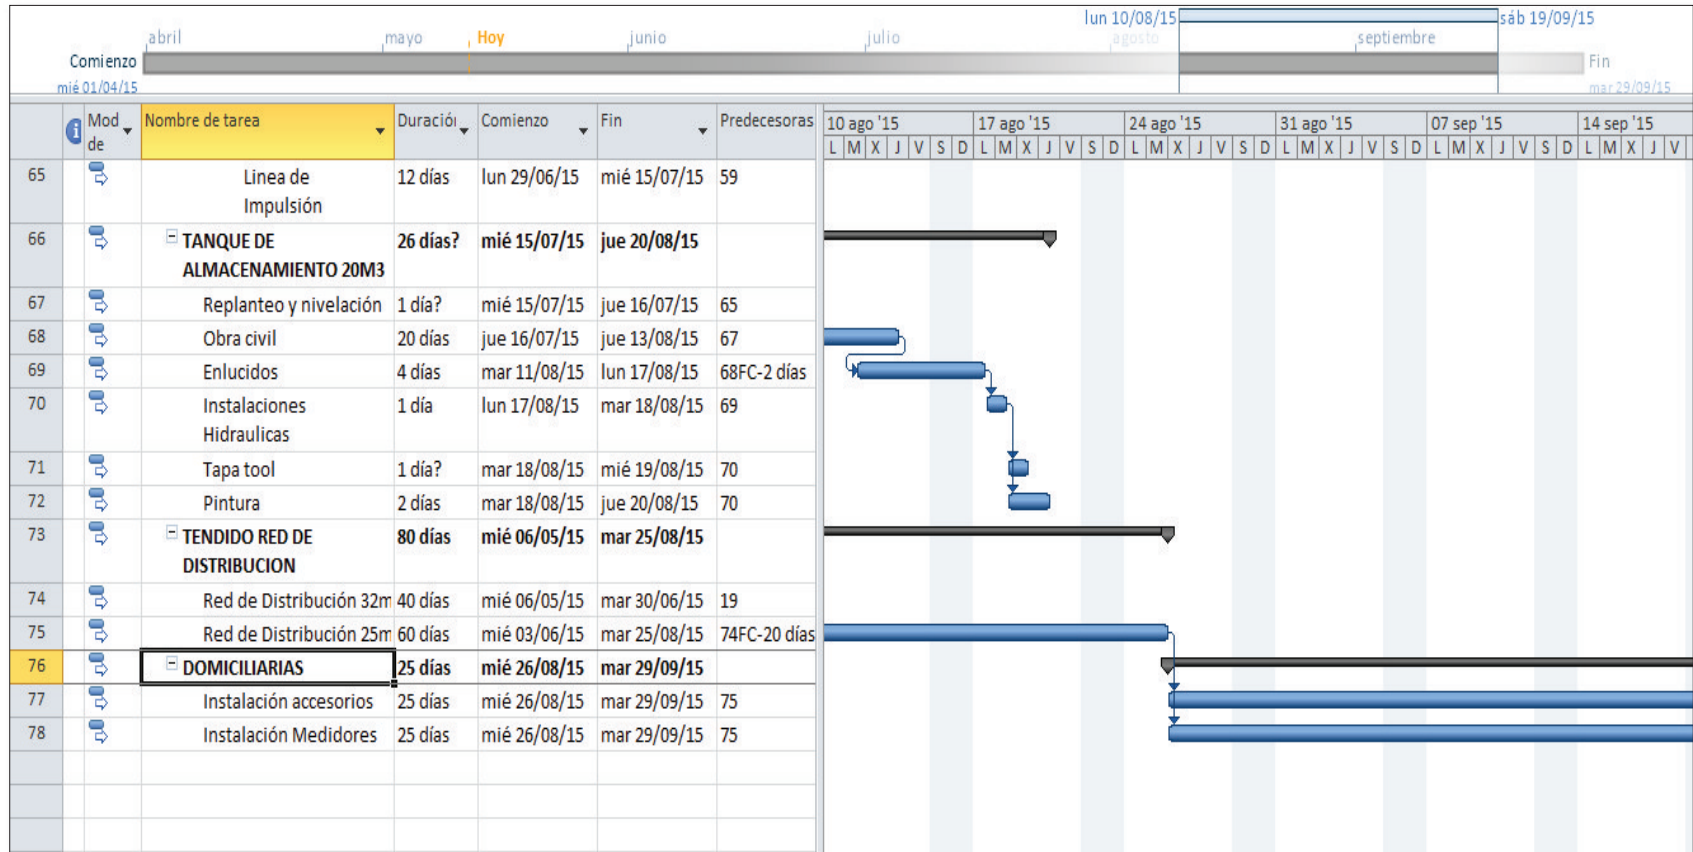 lun 10/08/15 sáb 19/09/15
abril mayo Hoy junio julio agosto septiembre
Comienzo Fin
mié 01/04/15 mar 29/09/15
Mod de Nombre de tarea Duració Comienzo Fin Predecesoras 10 ago '15 17 ago '15 24 ago '15 31 ago '15 07 sep '15 14 sep '15
L M X J V S D L M X J V S D L M X J V S D L M X J V S D L M X J V S D L M X J V
65 Linea de 12 días lun 29/06/15 mié 15/07/15 59
Impulsión
66 TANQUE DE 26 días? mié 15/07/15 jue 20/08/15
ALMACENAMIENTO 20M3
67 Replanteo y nivelación 1 día? mié 15/07/15 jue 16/07/15 65
68 Obra civil 20 días jue 16/07/15 jue 13/08/15 67
69 Enlucidos 4 días mar 11/08/15 lun 17/08/15 68FC-2 días
70 Instalaciones 1 día lun 17/08/15 mar 18/08/15 69
Hidraulicas
71 Tapa tool 1 día? mar 18/08/15 mié 19/08/15 70
72 Pintura 2 días mar 18/08/15 jue 20/08/15 70
73 TENDIDO RED DE 80 días mié 06/05/15 mar 25/08/15
DISTRIBUCION
74 Red de Distribución 32m 40 días mié 06/05/15 mar 30/06/15 19
75 Red de Distribución 25m 60 días mié 03/06/15 mar 25/08/15 74FC-20 días
76 DOMICILIARIAS 25 días mié 26/08/15 mar 29/09/15
77 Instalación accesorios 25 días mié 26/08/15 mar 29/09/15 75
78 Instalación Medidores 25 días mié 26/08/15 mar 29/09/15 75